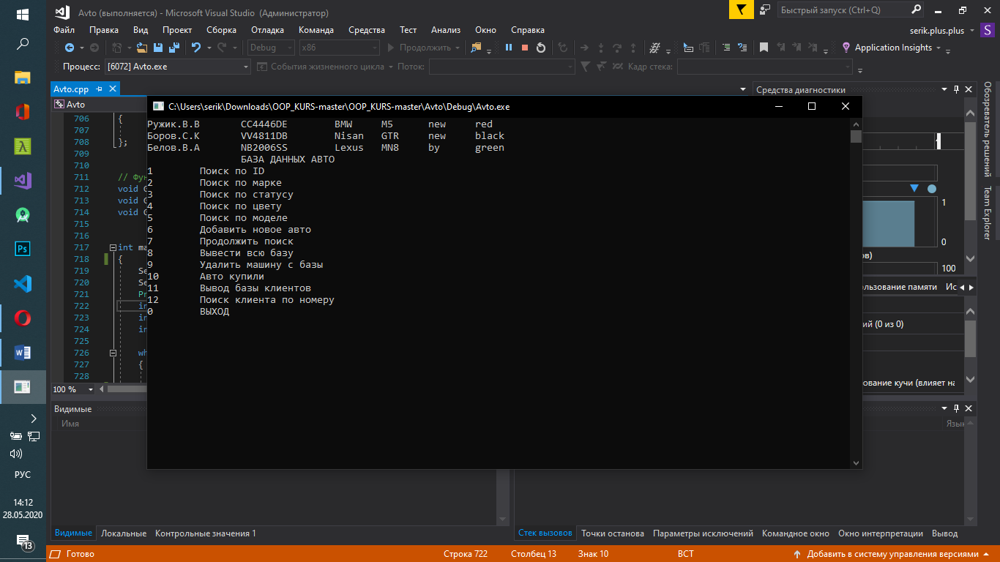 Avto (выполняется) - Microsoft Visual Studio (Администратор)
Быстрый запуск (Ctrl+Q)
Файл Правка Вид Проект Сборка Отладка Команда Средства Тест Анализ Окно Справка
serik.plus.plus S
Debug x86 Продолжить Application Insights
Процесс: [6072] Avto.exe События жизненного цикла Поток: Кадр стека:
Avto.cpp
Средства диагностики
Avto
C:\Users\serik\Downloads\OOP_KURS-master\OOP_KURS-master\Avto\Debug\Avto.exe
Ружик.В.В CC4446DE BMW M5 new red
Боров.С.К VV4811DB Nisan GTR new black
Белов.В.А NB2006SS Lexus MN8 by green
БАЗА ДАННЫХ АВТО
1 Поиск по ID
2 Поиск по марке
3 Поиск по статусу
4 Поиск по цвету
5 Поиск по моделе
6 Добавить новое авто
7 Продолжить поиск
8 Вывести всю базу
9 Удалить машину с базы
10 Авто купили
11 Вывод базы клиентов
12 Поиск клиента по номеру
0 ВЫХОД
706 {
707
708 };
709
710
711 // Фун
712 void G
713 void G
714 void G
715
716
717 int ma
718 {
719 Se
720 Se
721 Pr
722 in
723 in
724 in
725
726 wh
727 {
728
100 %
1
0
ов)
100
льзование памяти Ис
ий (0 из 0)
ование кучи (влияет на
Обозреватель решений
Team Explorer
Видимые
Имя
Язык
Видимые Локальные Контрольные значения 1
Стек вызовов Точки останова Параметры исключений Командное окно Окно интерпретации Вывод
Готово Строка 722 Столбец 13 Знак 10 ВСТ Добавить в систему управления версиями
Ps
РУС
14:12
28.05.2020
13